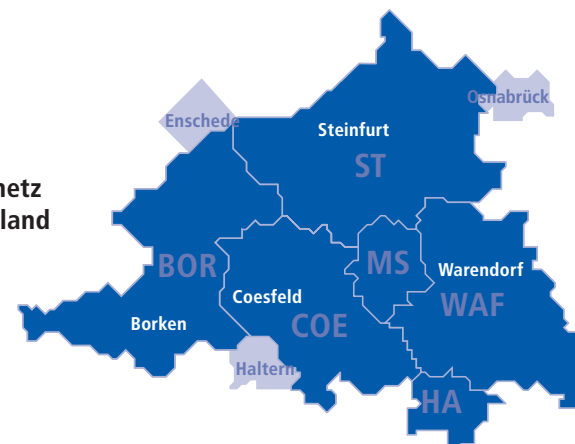 Osnabrück
Enschede
Steinfurt
ST
netz
land
BOR
MS
Warendorf
WAF
Coesfeld
COE
Borken
Haltern
HA